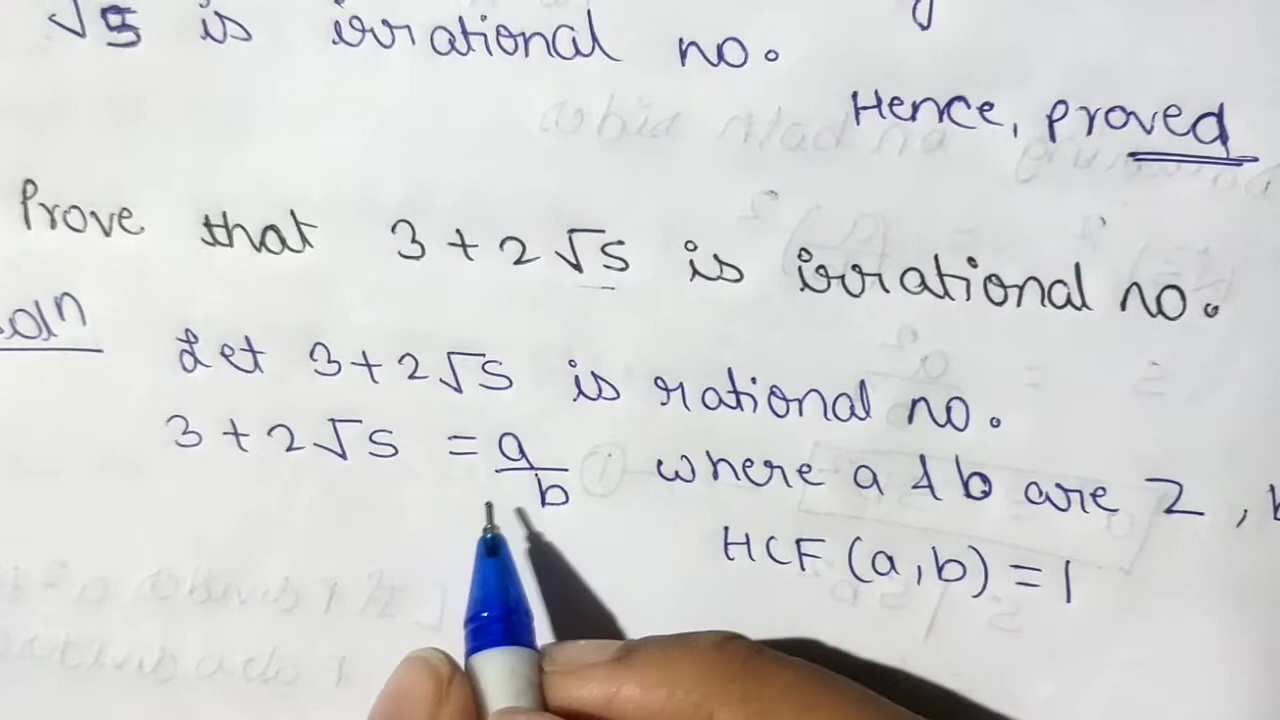 √5 is irrational no.
Hence, proved
Prove that 3 + 2√5 is irrational no.
Soln
Let 3 + 2√5 is rational no.
3 + 2√5 = a/b where a & b are Z,
HCF (a, b) = 1